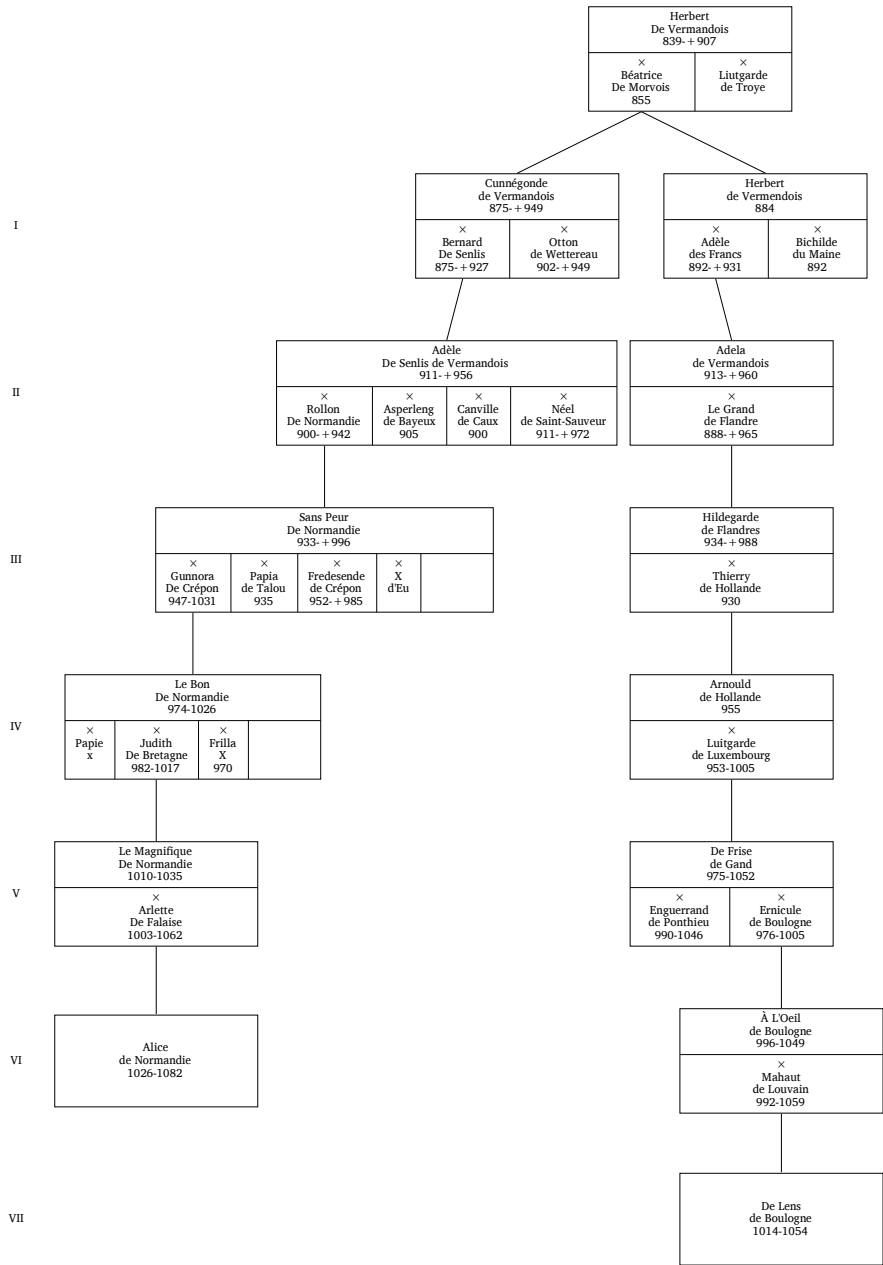 Herbert
De Vermandois
839-+907
×
Béatrice
De Morvois
855
×
Liutgarde
de Troye
I
Cunnégonde
de Vermandois
875-+949
×
Bernard
De Senlis
875-+927
×
Otton
de Wettereau
902-+949
Herbert
de Vermendois
884
×
Adèle
des Francs
892-+931
×
Bichilde
du Maine
892
II
Adèle
De Senlis de Vermandois
911-+956
×
Rollon
De Normandie
900-+942
×
Asperleng
de Bayeux
905
×
Canville
de Caux
900
×
Néel
de Saint-Sauveur
911-+972
Adela
de Vermandois
913-+960
×
Le Grand
de Flandre
888-+965
III
Sans Peur
De Normandie
933-+996
×
Gunnora
De Crépon
947-1031
×
Papia
de Talou
935
×
Fredesende
de Crépon
952-+985
×
X
d'Eu
Hildegarde
de Flandres
934-+988
×
Thierry
de Hollande
930
IV
Le Bon
De Normandie
974-1026
×
Papie
x
×
Judith
De Bretagne
982-1017
×
Frilla
X
970
Arnould
de Hollande
955
×
Luitgarde
de Luxembourg
953-1005
V
Le Magnifique
De Normandie
1010-1035
×
Arlette
De Falaise
1003-1062
De Frise
de Gand
975-1052
×
Enguerrand
de Ponthieu
990-1046
×
Ernicule
de Boulogne
976-1005
VI
Alice
de Normandie
1026-1082
À L'Oeil
de Boulogne
996-1049
×
Mahaut
de Louvain
992-1059
VII
De Lens
de Boulogne
1014-1054